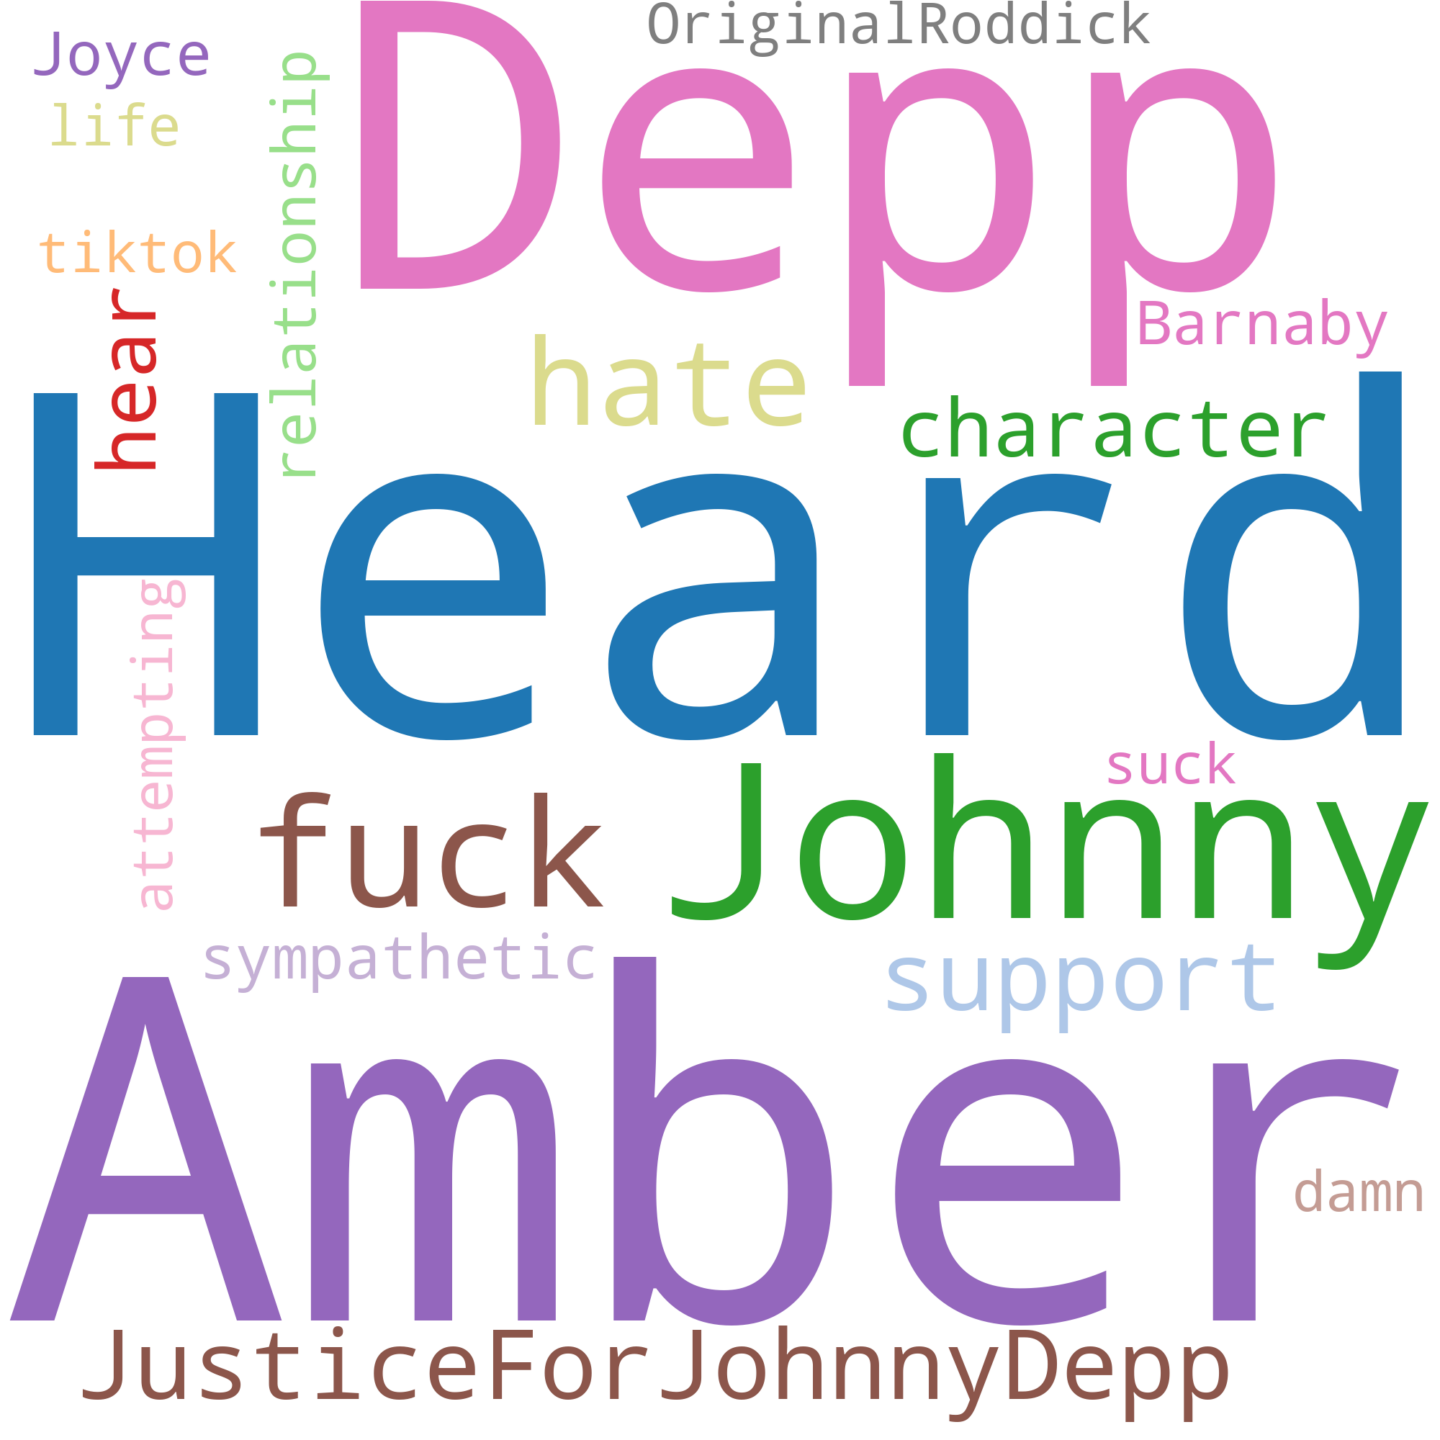 OriginalRoddick
Joyce
Depp
life
relationship
tiktok
hear
Barnaby
hate
character
Heard
attempting
suck
Johnny
fuck
sympathetic
support
Amber
damn
JusticeForJohnnyDepp